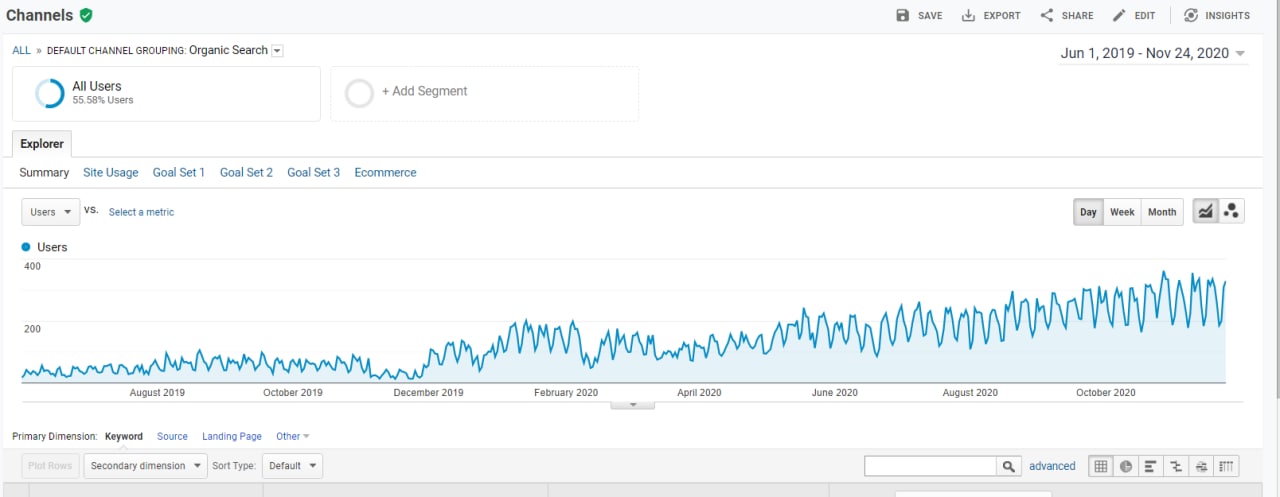 Channels
SAVE EXPORT SHARE EDIT INSIGHTS
ALL » DEFAULT CHANNEL GROUPING: Organic Search
Jun 1, 2019 - Nov 24, 2020
All Users
55.58% Users
+ Add Segment
Explorer
Summary Site Usage Goal Set 1 Goal Set 2 Goal Set 3 Ecommerce
Users VS. Select a metric
Day Week Month
Users
400
200
August 2019 October 2019 December 2019 February 2020 April 2020 June 2020 August 2020 October 2020
Primary Dimension: Keyword Source Landing Page Other
Plot Rows Secondary dimension Sort Type: Default
advanced